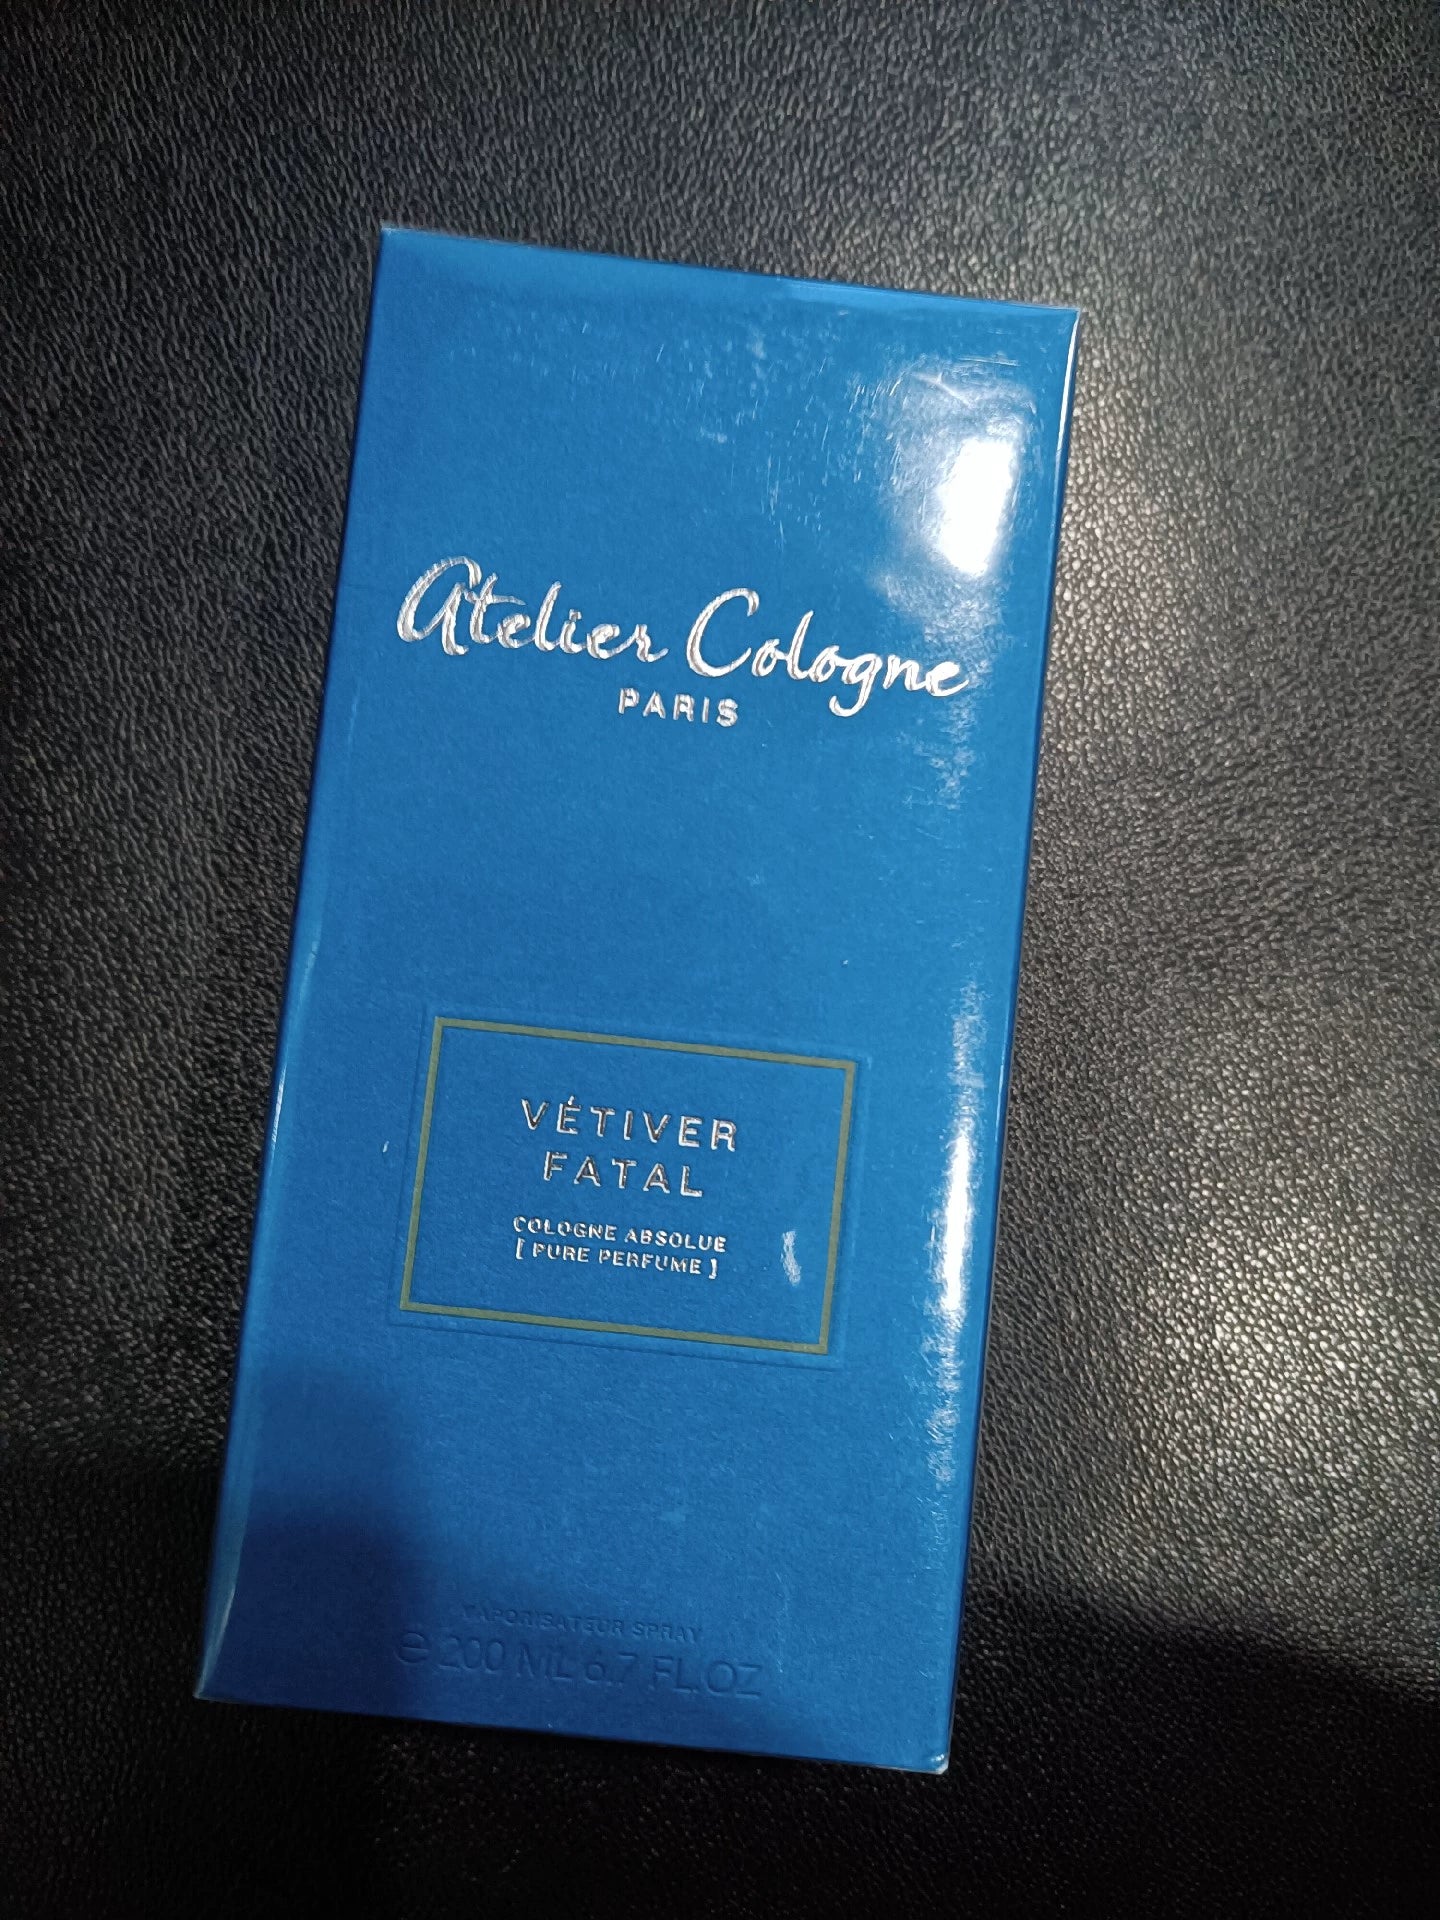 Atelier Cologne
PARIS
VÉTIVER
FATAL
COLOGNE ABSOLUE
[ PURE PERFUME ]
VAPORISATEUR SPRAY
℮ 200 ML 6.7 FL.OZ